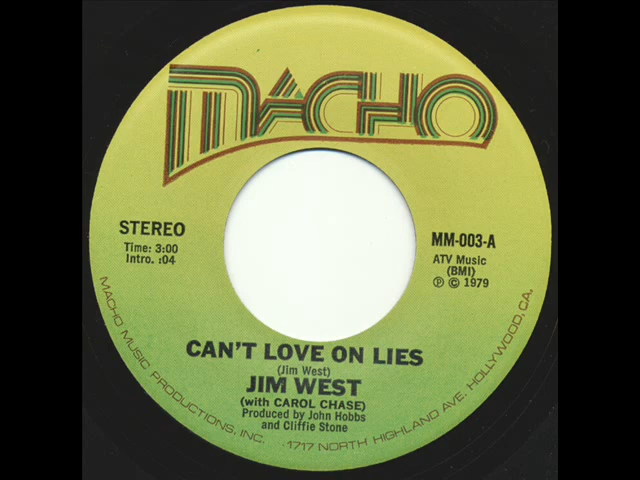 MACHO
STEREO
Time: 3:00
Intro. :04
MM-003-A
ATV Music
(BMI)
Ⓟ © 1979
CAN'T LOVE ON LIES
(Jim West)
JIM WEST
(with CAROL CHASE)
Produced by John Hobbs
and Cliffie Stone
MACHO MUSIC PRODUCTIONS, INC. 1717 NORTH HIGHLAND AVE. HOLLYWOOD, CA.